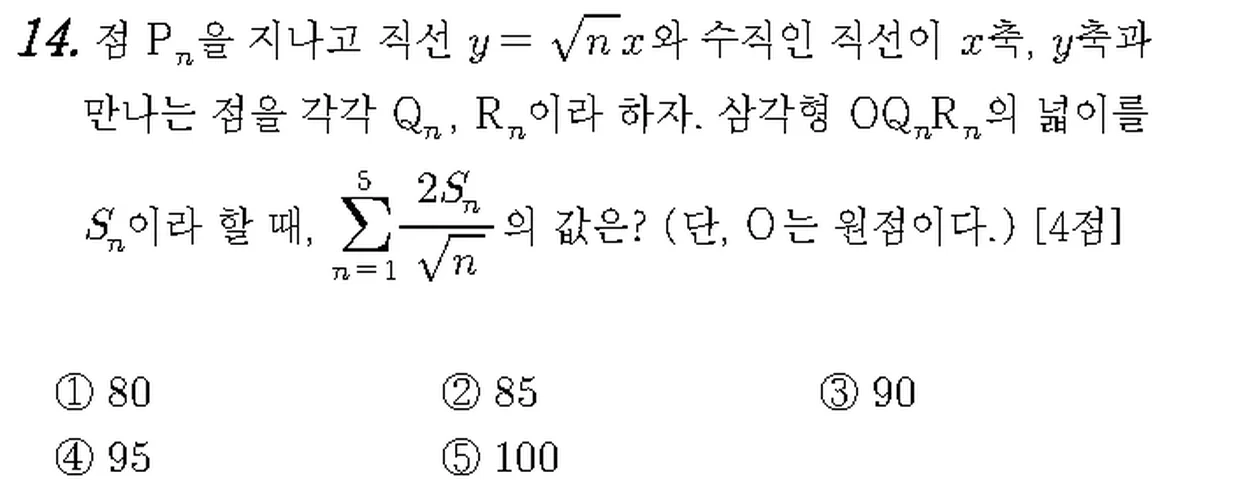 14. 점 Pₙ을 지나고 직선 y = √n x와 수직인 직선이 x축, y축과
만나는 점을 각각 Qₙ, Rₙ이라 하자. 삼각형 OQₙRₙ의 넓이를
Sₙ이라 할 때, ∑_{n=1}^{5} 2Sₙ/√n 의 값은? (단, O는 원점이다.) [4점]
① 80 ② 85 ③ 90
④ 95 ⑤ 100